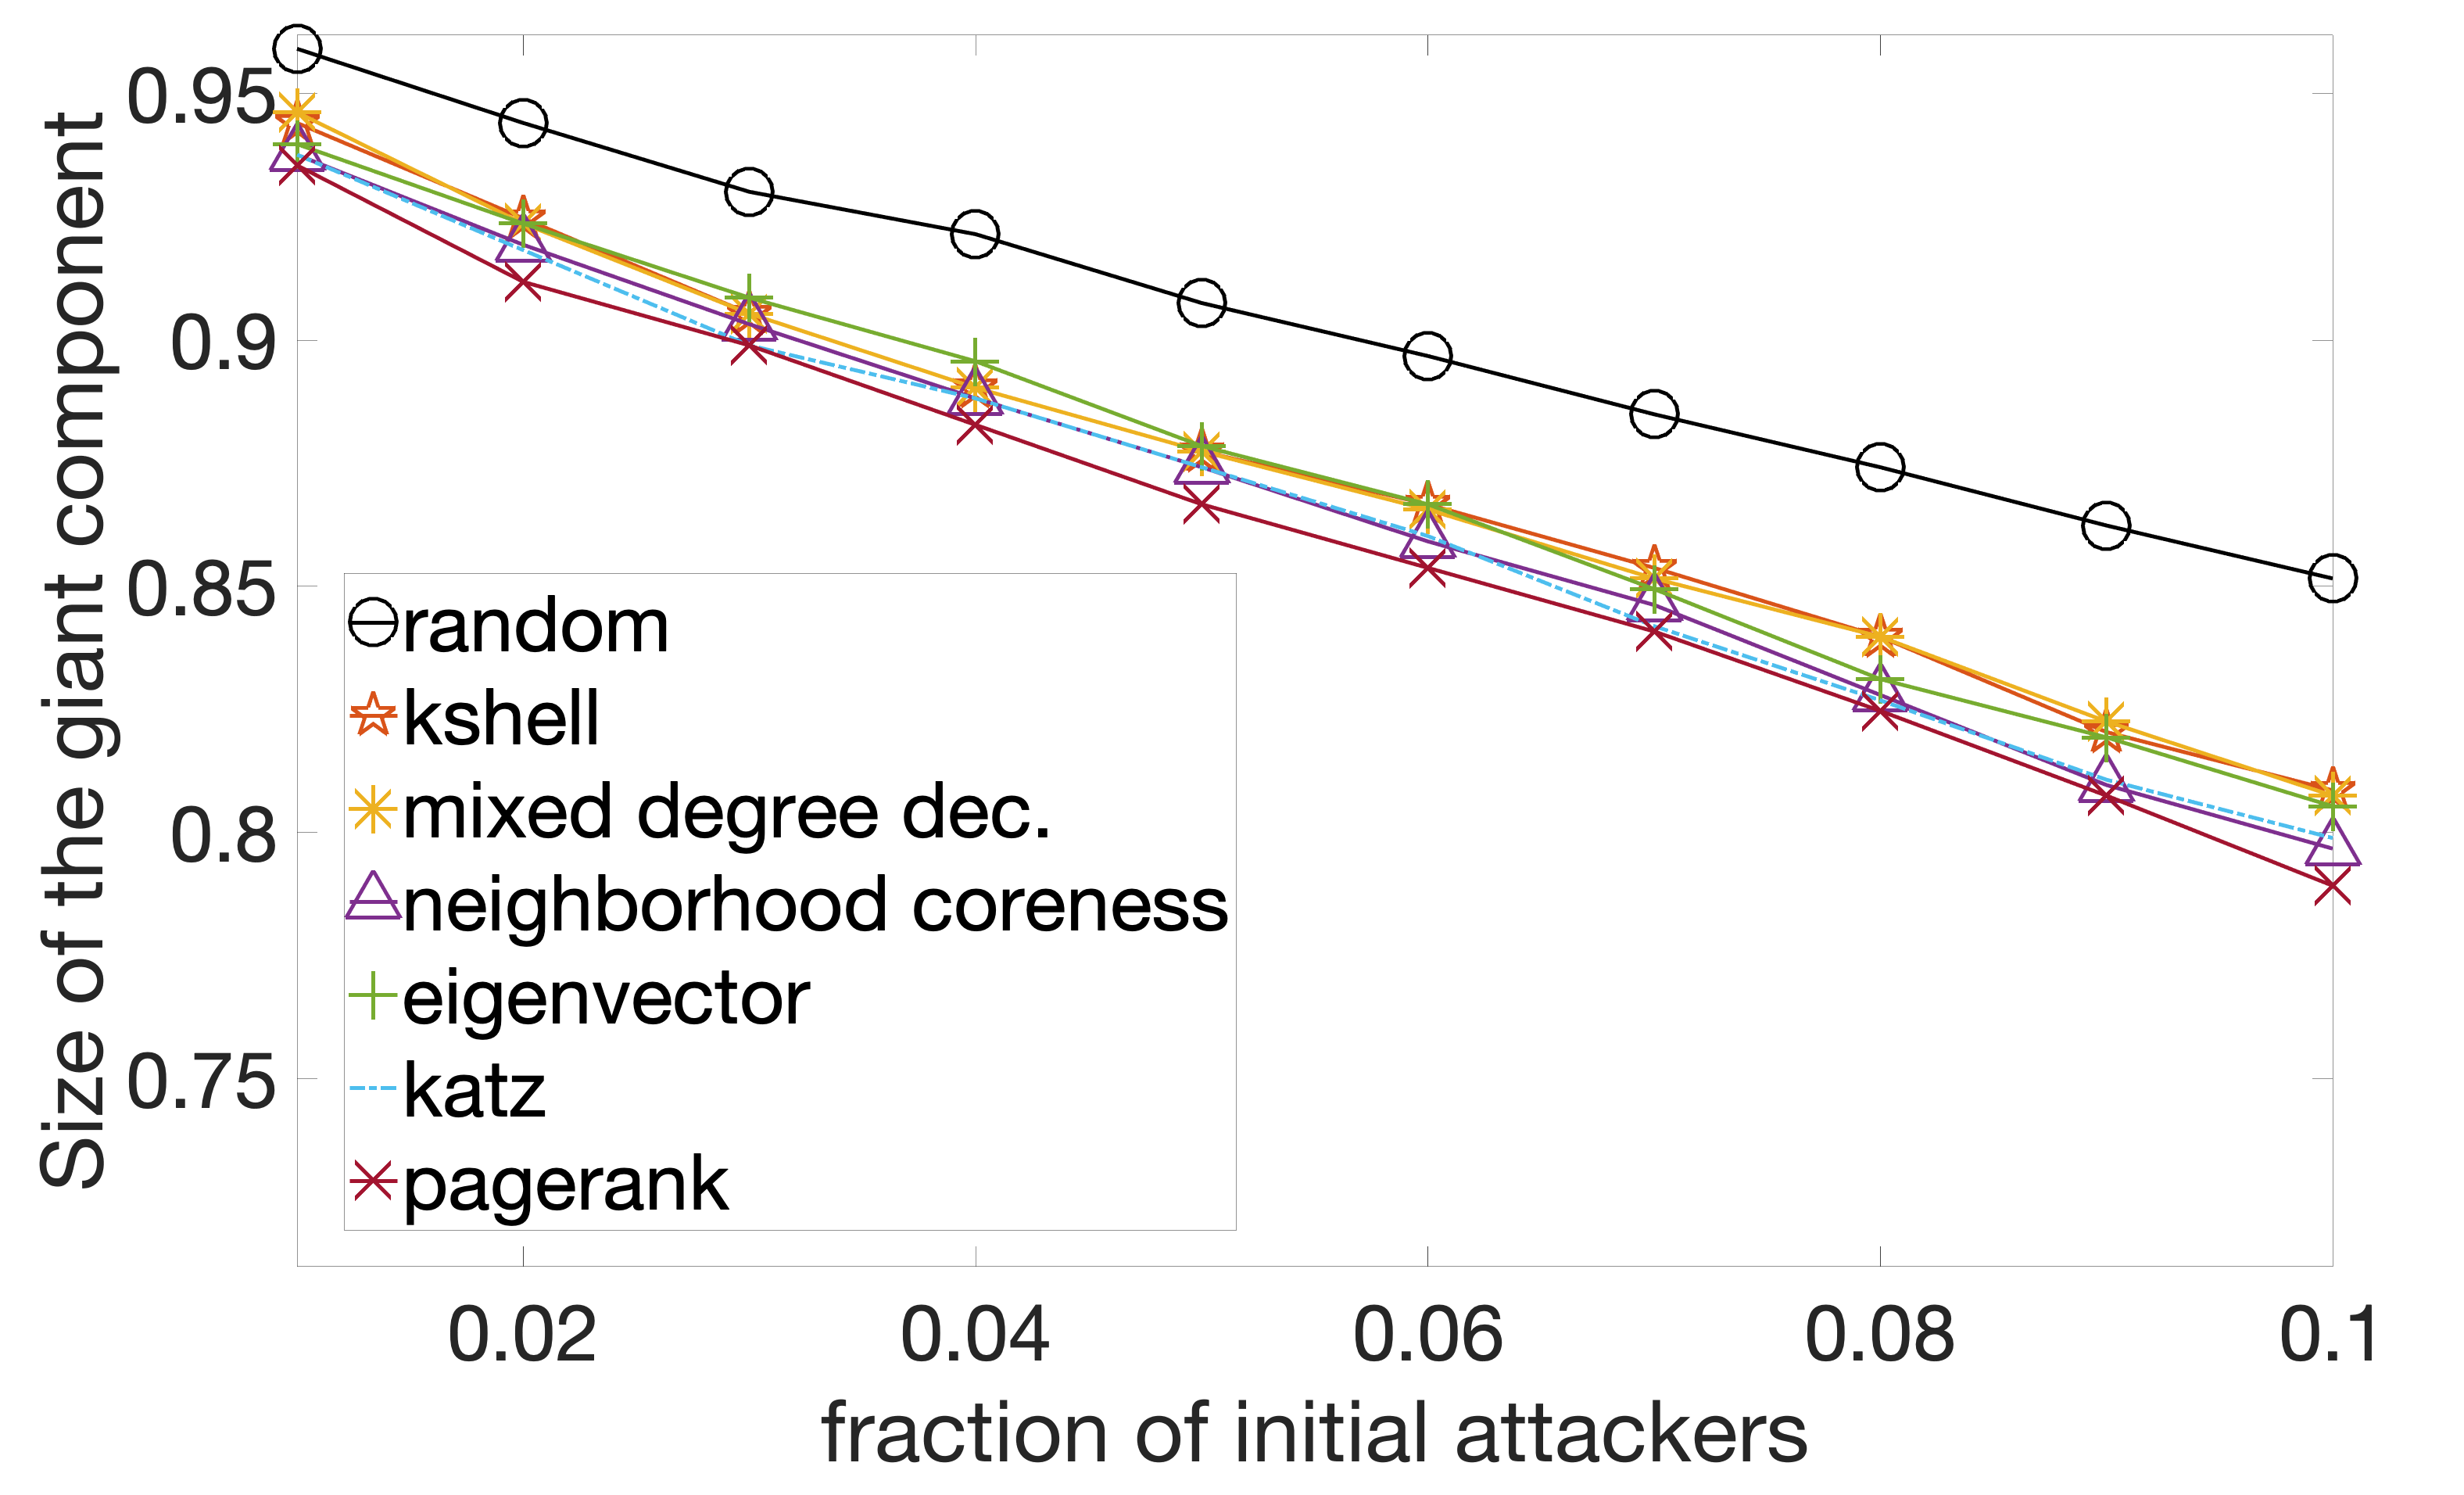 Size of the giant component
0.95
0.9
0.85
0.8
0.75
random
kshell
mixed degree dec.
neighborhood coreness
eigenvector
katz
pagerank
0.02 0.04 0.06 0.08 0.1
fraction of initial attackers